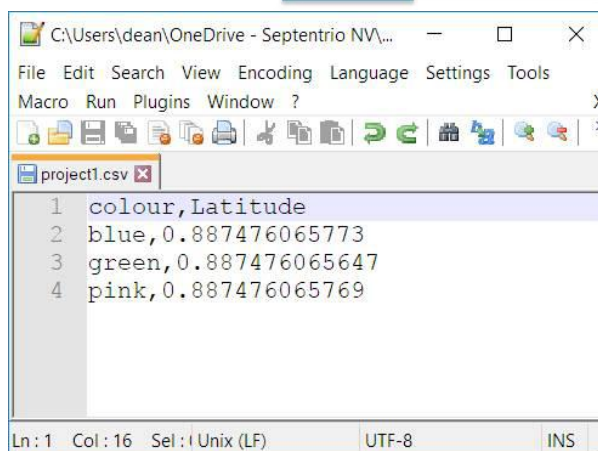 C:\Users\dean\OneDrive - Septentrio NV\...
File Edit Search View Encoding Language Settings Tools
Macro Run Plugins Window ?
project1.csv
1 colour,Latitude
2 blue,0.887476065773
3 green,0.887476065647
4 pink,0.887476065769
Ln : 1 Col : 16 Sel : Unix (LF) UTF-8 INS